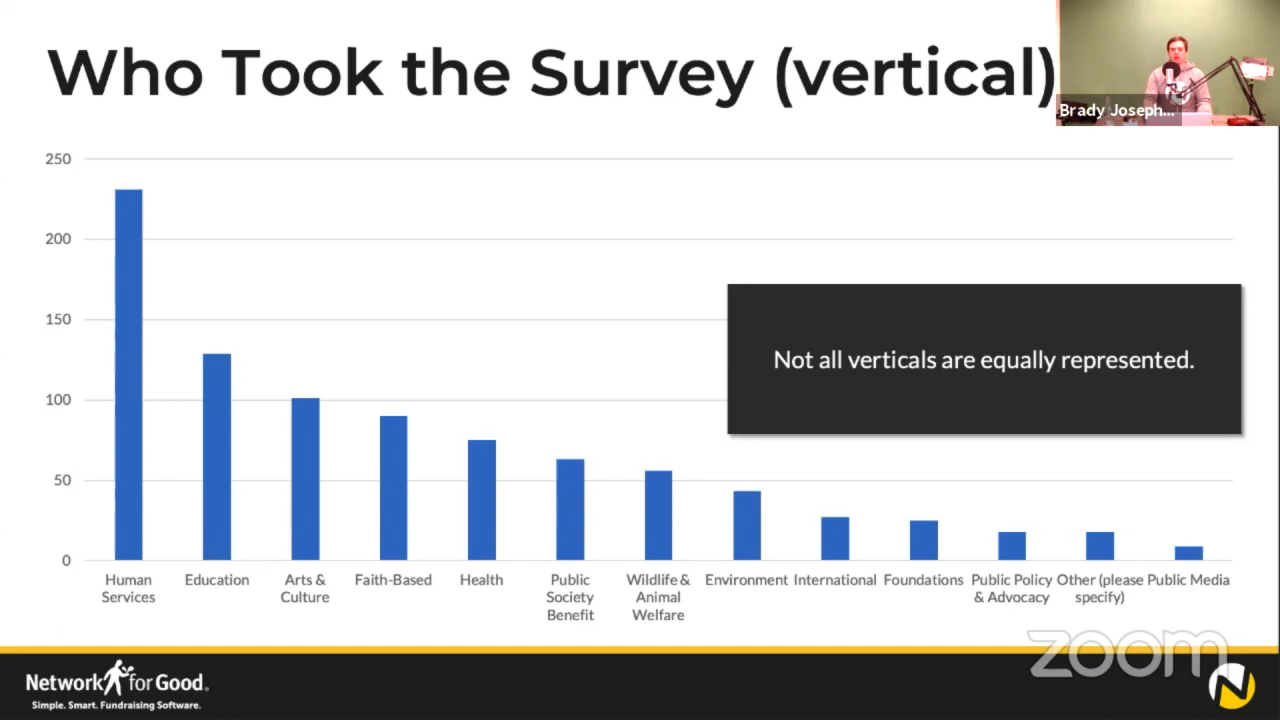 Who Took the Survey (vertical)
Brady Joseph...
250
200
150
100
50
0
Not all verticals are equally represented.
Human Services
Education
Arts & Culture
Faith-Based
Health
Public Society Benefit
Wildlife & Animal Welfare
Environment
International
Foundations
Public Policy & Advocacy
Other (please specify)
Public Media
zoom
Network for Good.
Simple. Smart. Fundraising Software.
N